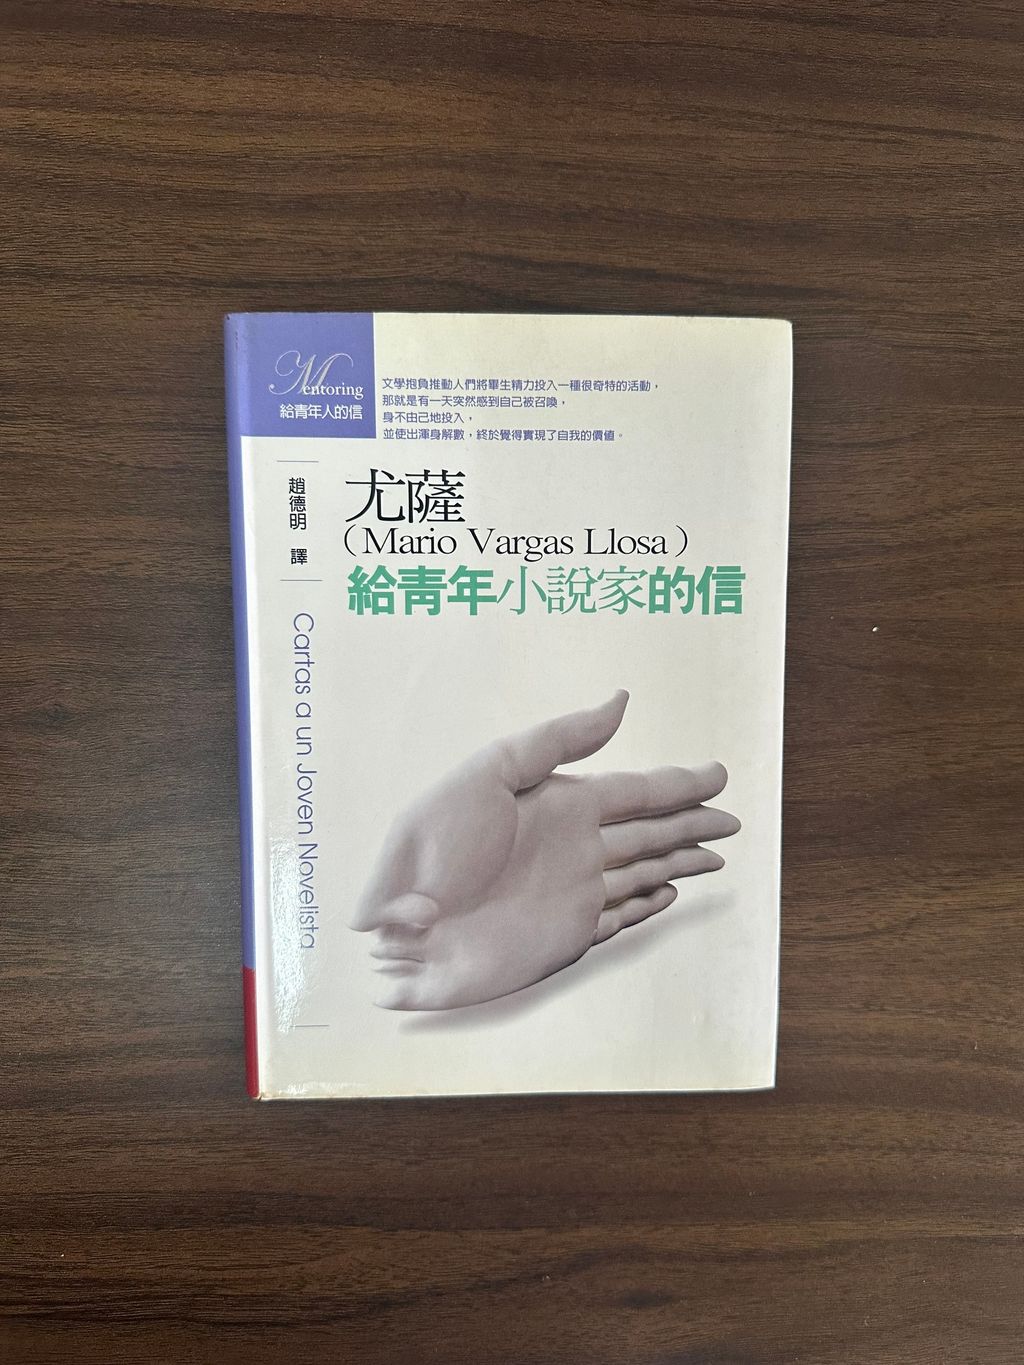 Mentoring
給青年人的信
文學抱負推動人們將畢生精力投入一種很奇特的活動，
那就是有一天突然感到自己被召喚，
身不由己地投入，
並使出渾身解數，終於覺得實現了自我的價值。
尤薩
（Mario Vargas Llosa）
給青年小說家的信
趙德明 譯
Cartas a un Joven Novelista